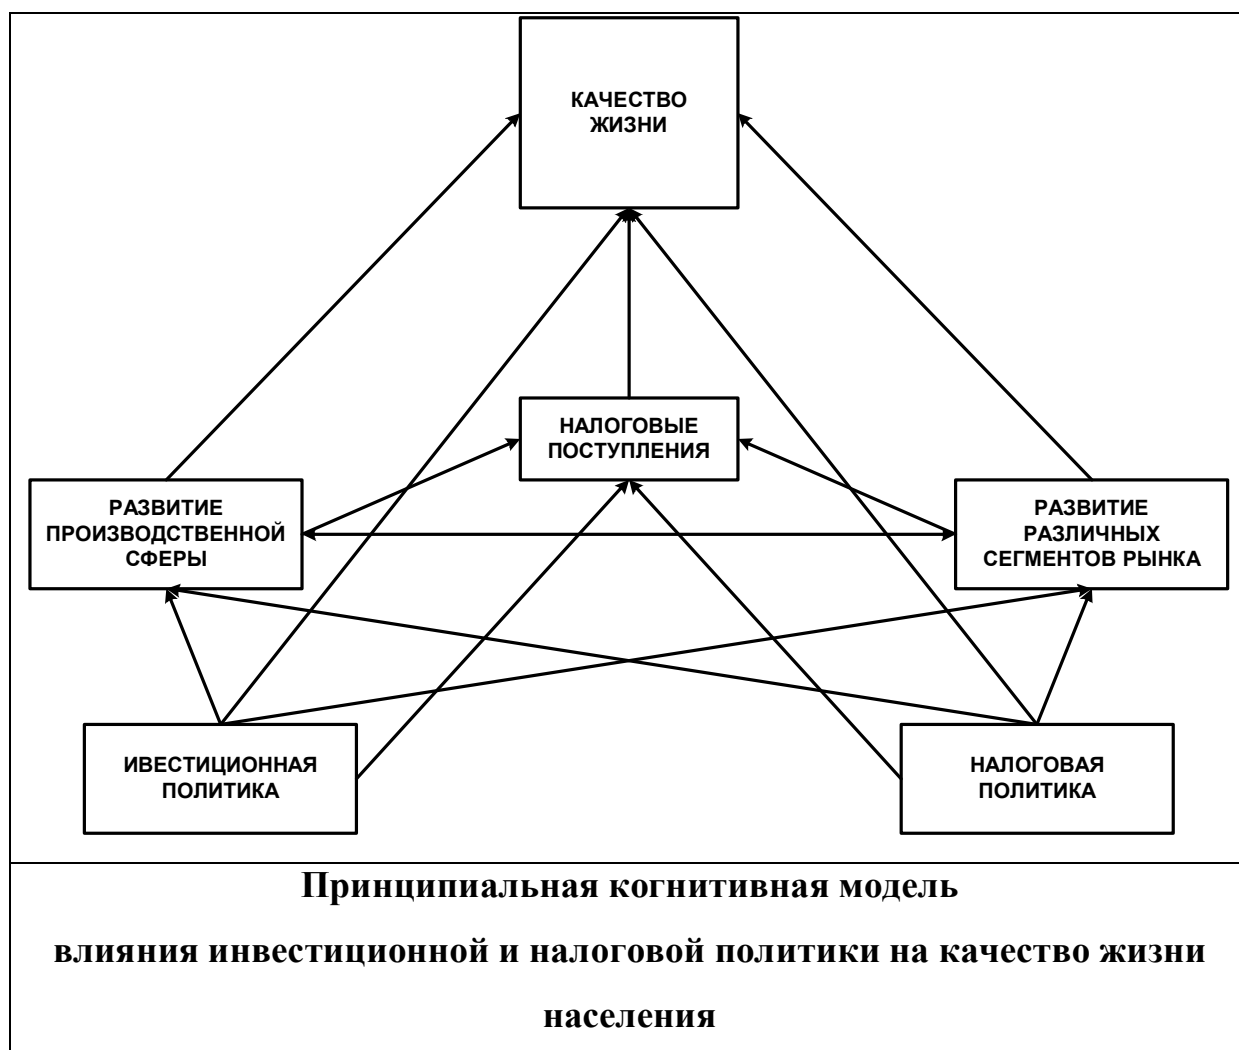 КАЧЕСТВО
ЖИЗНИ
НАЛОГОВЫЕ
ПОСТУПЛЕНИЯ
РАЗВИТИЕ
ПРОИЗВОДСТВЕННОЙ
СФЕРЫ
РАЗВИТИЕ
РАЗЛИЧНЫХ
СЕГМЕНТОВ РЫНКА
ИВЕСТИЦИОННАЯ
ПОЛИТИКА
НАЛОГОВАЯ
ПОЛИТИКА
Принципиальная когнитивная модель
влияния инвестиционной и налоговой политики на качество жизни
населения